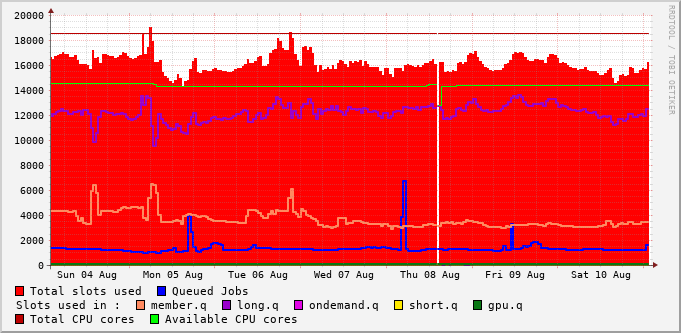 20000
18000
16000
14000
12000
10000
8000
6000
4000
2000
0
Sun 04 Aug Mon 05 Aug Tue 06 Aug Wed 07 Aug Thu 08 Aug Fri 09 Aug Sat 10 Aug
Total slots used Queued Jobs
Slots used in : member.q long.q ondemand.q short.q gpu.q
Total CPU cores Available CPU cores
RRDTOOL / TOBI OETIKER